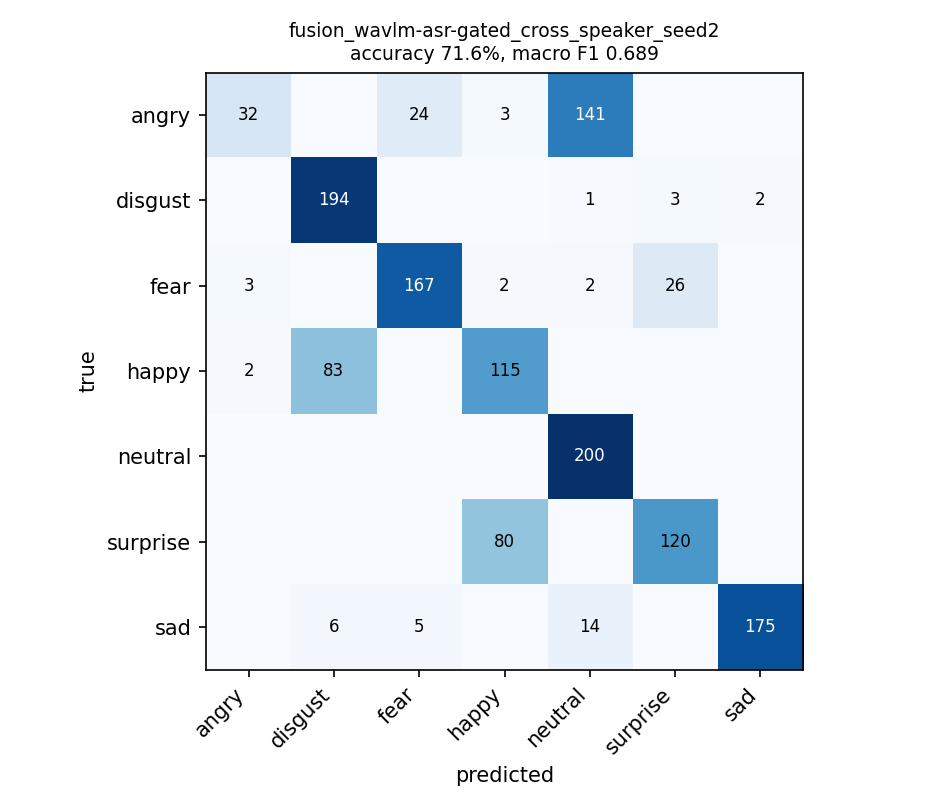 fusion_wavlm-asr-gated_cross_speaker_seed2
accuracy 71.6%, macro F1 0.689
angry 32 24 3 141
disgust 194 1 3 2
fear 3 167 2 2 26
happy 2 83 115
neutral 200
surprise 80 120
sad 6 5 14 175
true
angry disgust fear happy neutral surprise sad
predicted